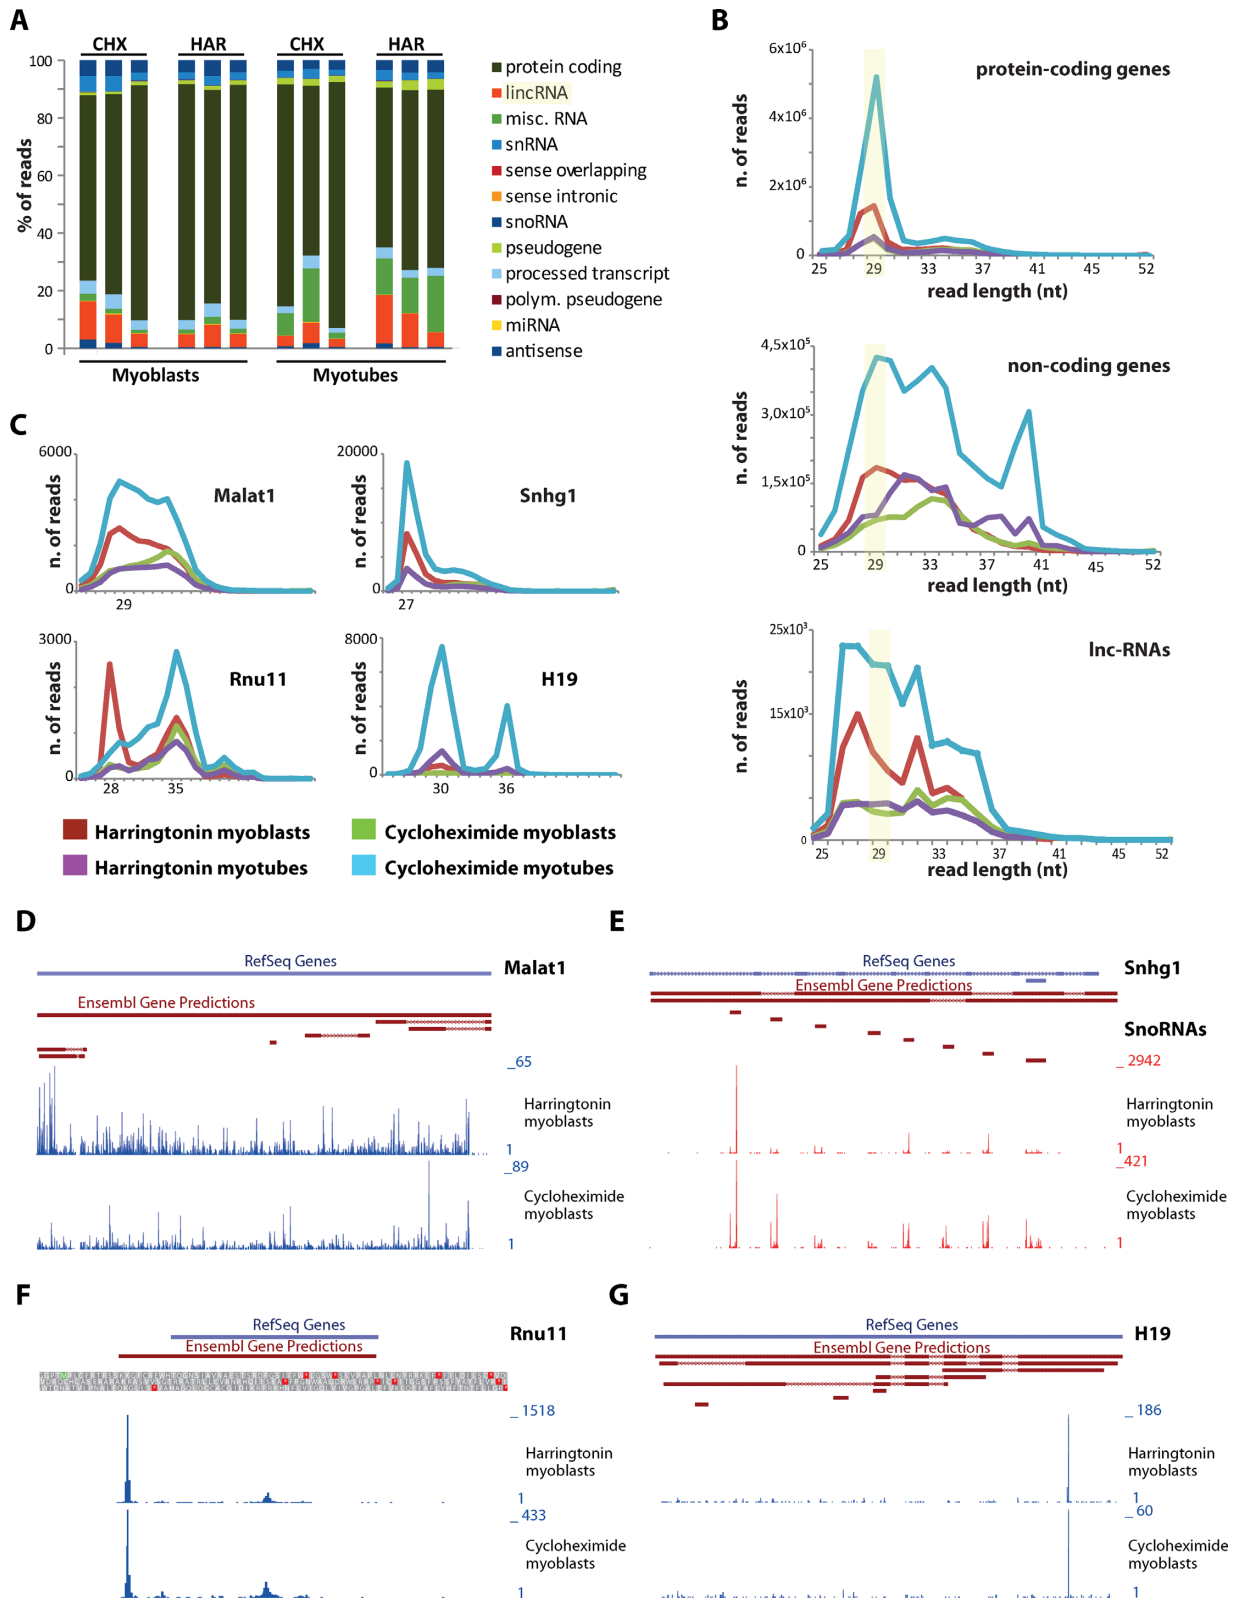 A
CHX
HAR
CHX
HAR
% of reads
100
80
60
40
20
0
Myoblasts
Myotubes
protein coding
lincRNA
misc. RNA
snRNA
sense overlapping
sense intronic
snoRNA
pseudogene
processed transcript
polym. pseudogene
miRNA
antisense
B
protein-coding genes
n. of reads
6x10⁶
4x10⁶
2x10⁶
0
25 29 33 37 41 45 52
read length (nt)
non-coding genes
n. of reads
4,5x10⁵
3,0x10⁵
1,5x10⁵
0
25 29 33 37 41 45 52
read length (nt)
lnc-RNAs
n. of reads
25x10³
15x10³
0
25 29 33 37 41 45 52
read length (nt)
C
Malat1
n. of reads
6000
0
29
Snhg1
n. of reads
20000
0
27
Rnu11
n. of reads
3000
0
28 35
H19
n. of reads
8000
0
30 36
Harringtonin myoblasts
Cycloheximide myoblasts
Harringtonin myotubes
Cycloheximide myotubes
D
RefSeq Genes
Malat1
Ensembl Gene Predictions
_65
Harringtonin
myoblasts
1
_89
Cycloheximide
myoblasts
1
E
RefSeq Genes
Snhg1
Ensembl Gene Predictions
SnoRNAs
_2942
Harringtonin
myoblasts
1
_421
Cycloheximide
myoblasts
1
F
RefSeq Genes
Rnu11
Ensembl Gene Predictions
_1518
Harringtonin
myoblasts
1
_433
Cycloheximide
myoblasts
1
G
RefSeq Genes
H19
Ensembl Gene Predictions
_186
Harringtonin
myoblasts
1
_60
Cycloheximide
myoblasts
1